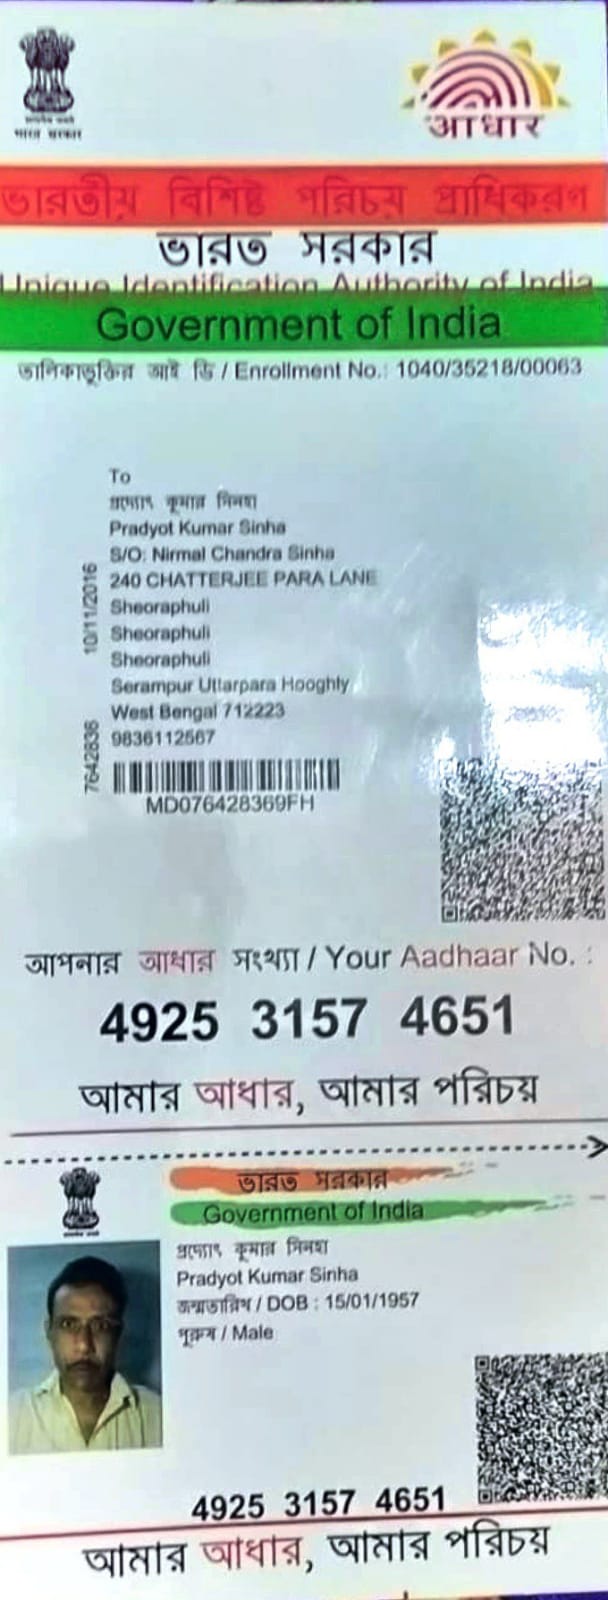 भारत सरकार
आधार
ভারতীয় বিশিষ্ট পরিচয় প্রাধিকরণ
ভারত সরকার
Unique Identification Authority of India
Government of India
তালিকাভুক্তির আই ডি / Enrollment No.: 1040/35218/00063
To
প্রদ্যোৎ কুমার সিনহা
Pradyot Kumar Sinha
S/O: Nirmal Chandra Sinha
240 CHATTERJEE PARA LANE
Sheoraphuli
Sheoraphuli
Sheoraphuli
Serampur Uttarpara Hooghly
West Bengal 712223
9836112567
10/11/2016
7642836
MD076428369FH
আপনার আধার সংখ্যা / Your Aadhaar No. :
4925 3157 4651
আমার আধার, আমার পরিচয়
ভারত সরকার
Government of India
প্রদ্যোৎ কুমার সিনহা
Pradyot Kumar Sinha
জন্মতারিখ / DOB : 15/01/1957
পুরুষ / Male
4925 3157 4651
আমার আধার, আমার পরিচয়